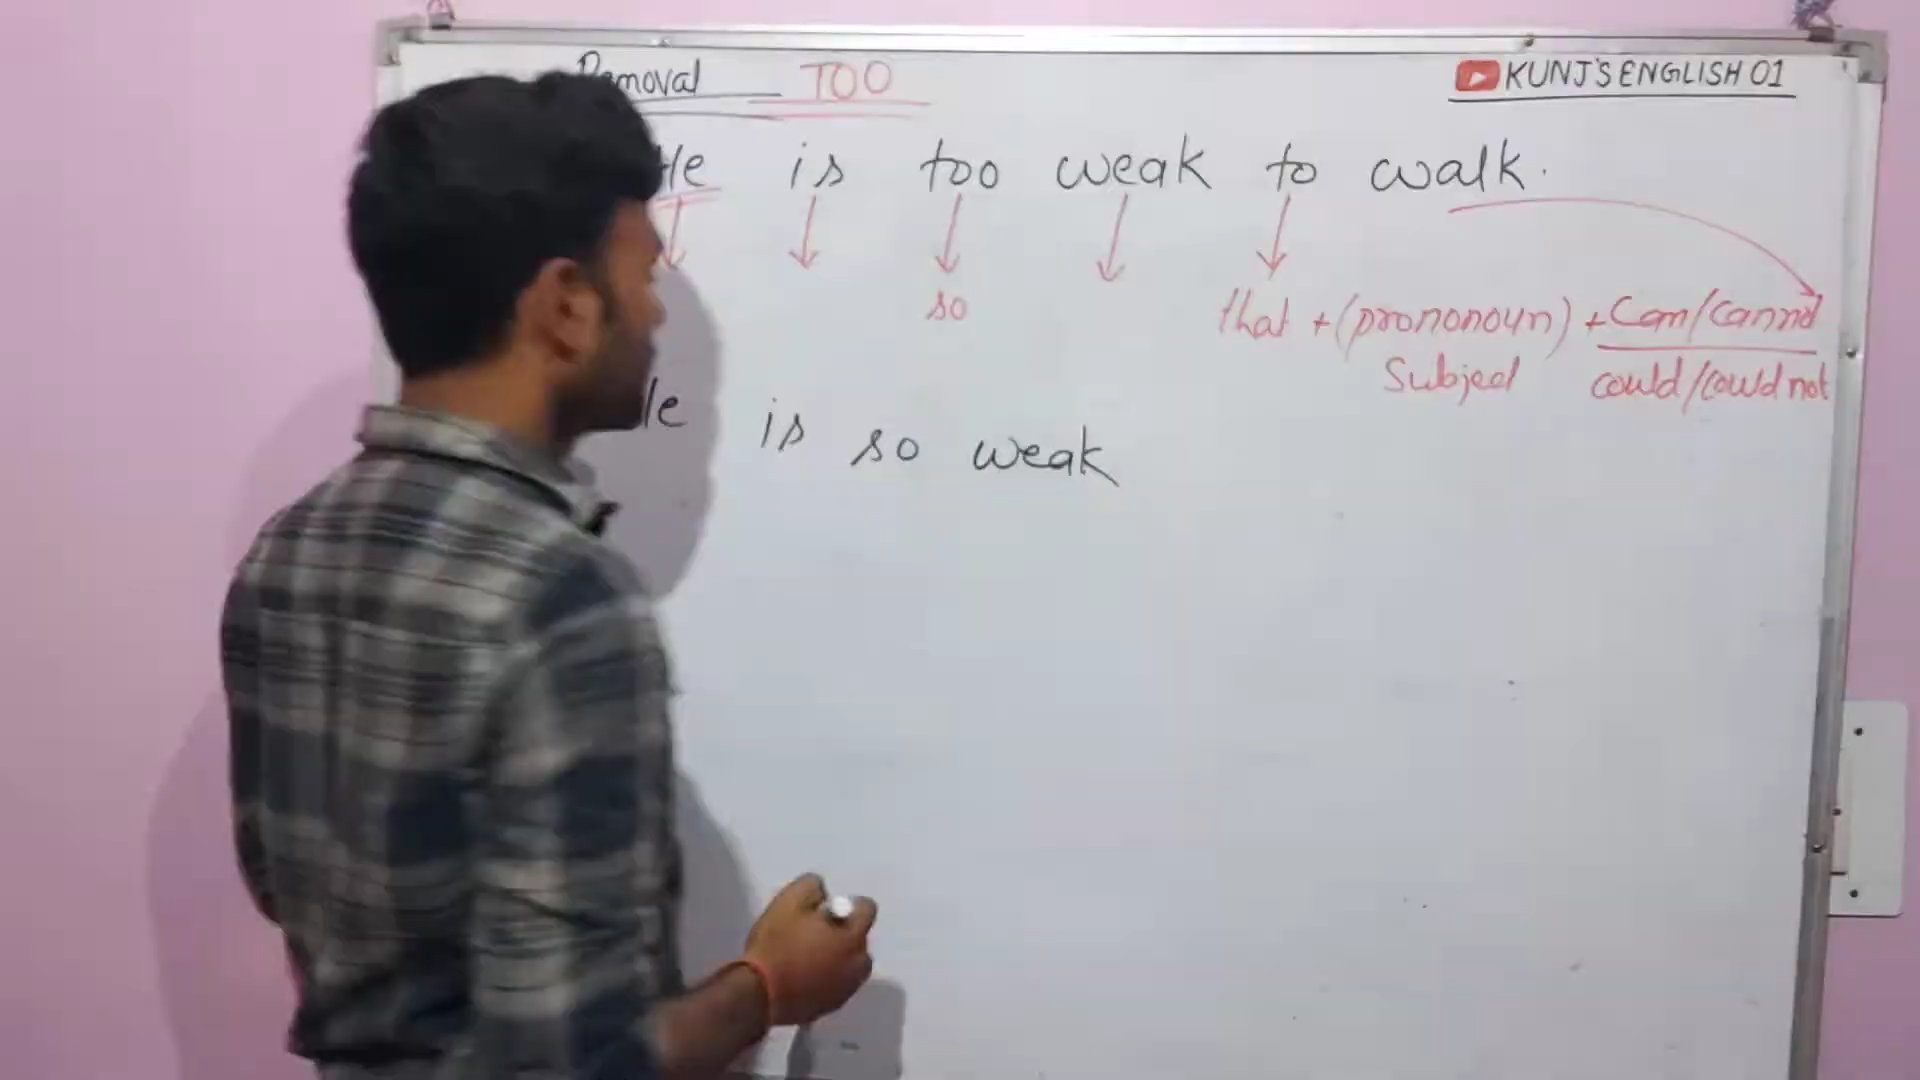 Removal TOO
KUNJ'S ENGLISH 01
He is too weak to walk.
so that + (prononoun) + Can/cannot
Subject could/could not
is so weak